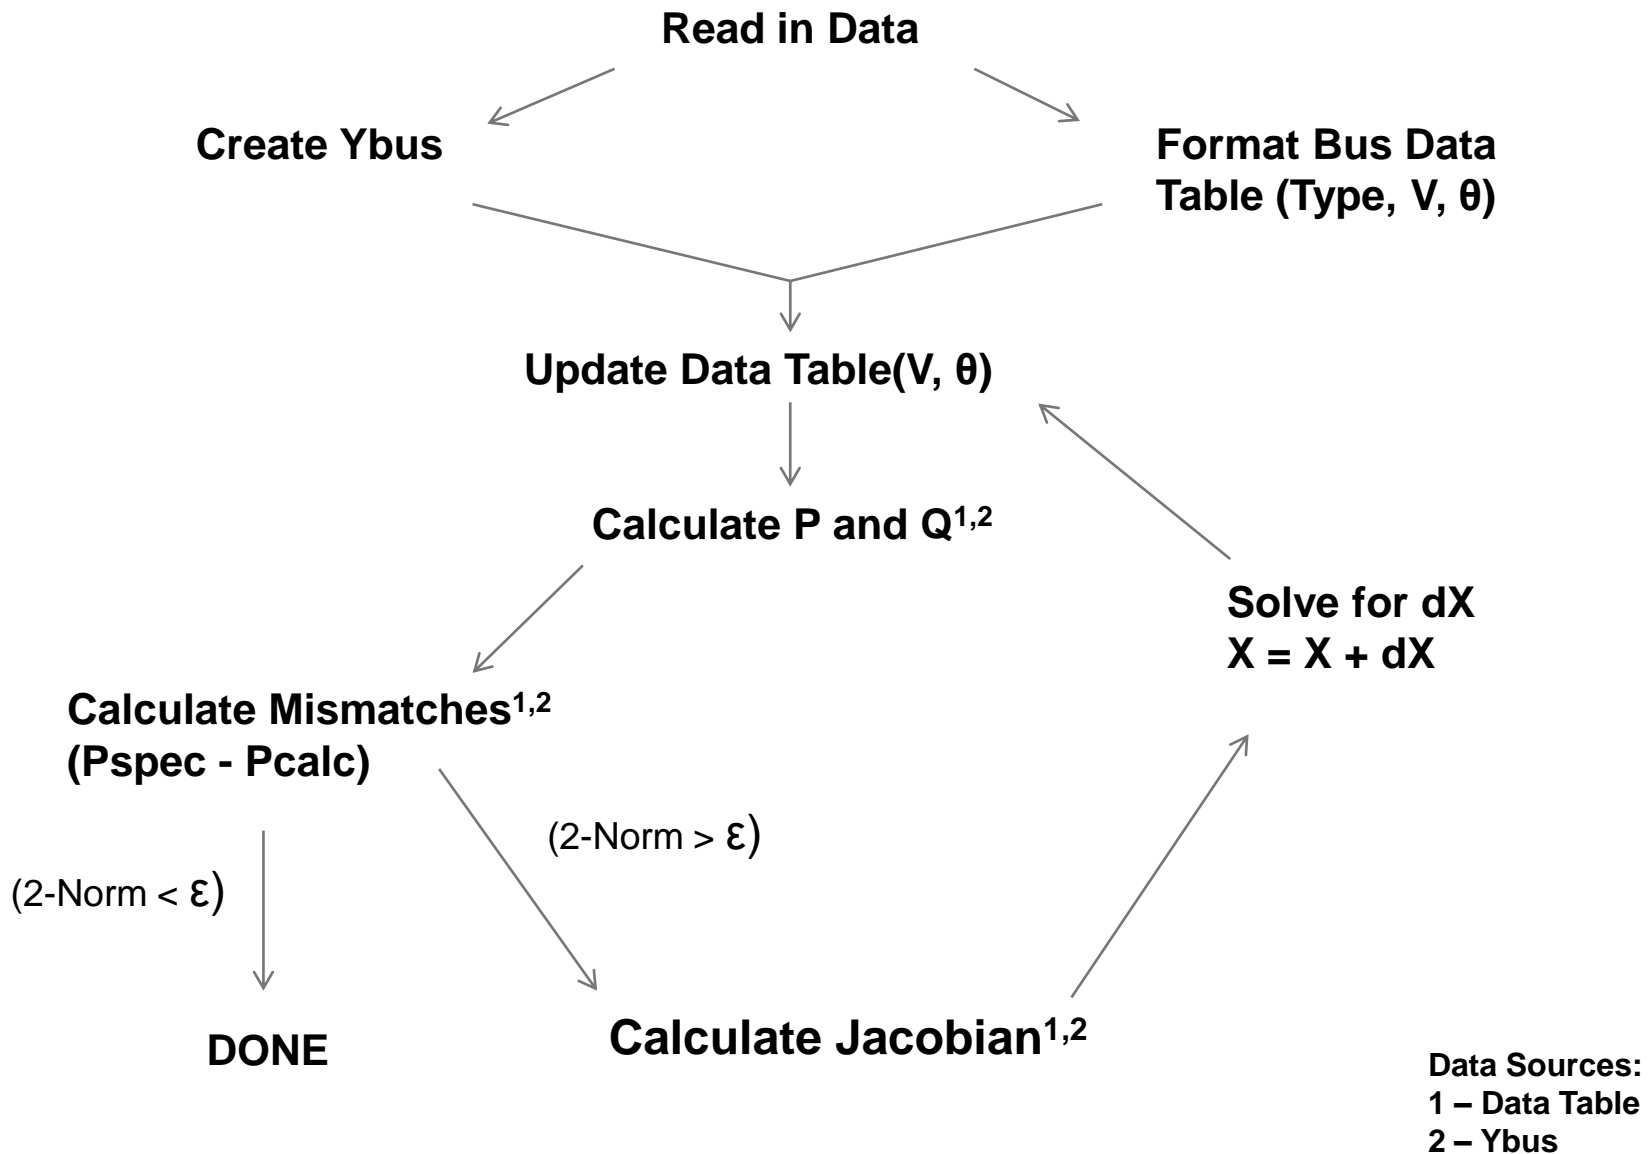 Read in Data
Create Ybus
Format Bus Data
Table (Type, V, θ)
Update Data Table(V, θ)
Calculate P and Q1,2
Solve for dX
X = X + dX
Calculate Mismatches1,2
(Pspec - Pcalc)
(2-Norm > ε)
(2-Norm < ε)
DONE
Calculate Jacobian1,2
Data Sources:
1 – Data Table
2 – Ybus